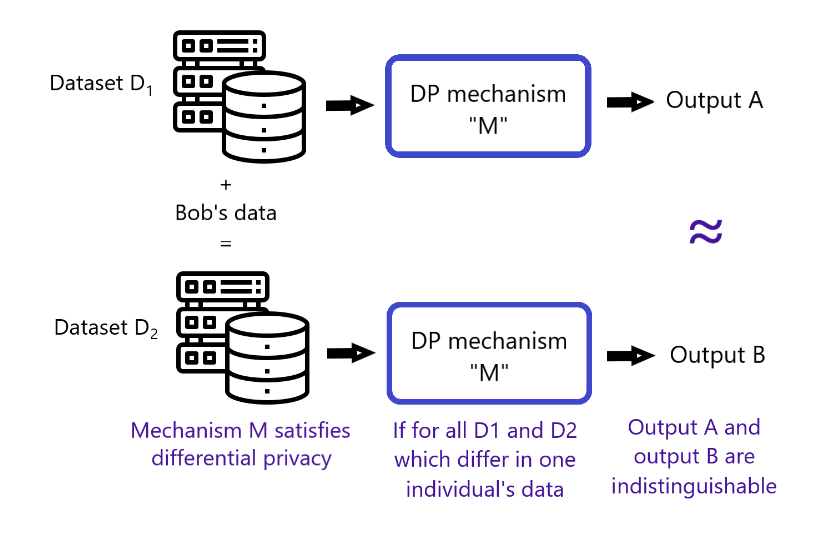 Dataset D₁
DP mechanism
"M"
Output A
+
Bob's data
=
≈
Dataset D₂
DP mechanism
"M"
Output B
Mechanism M satisfies
differential privacy
If for all D1 and D2
which differ in one
individual's data
Output A and
output B are
indistinguishable